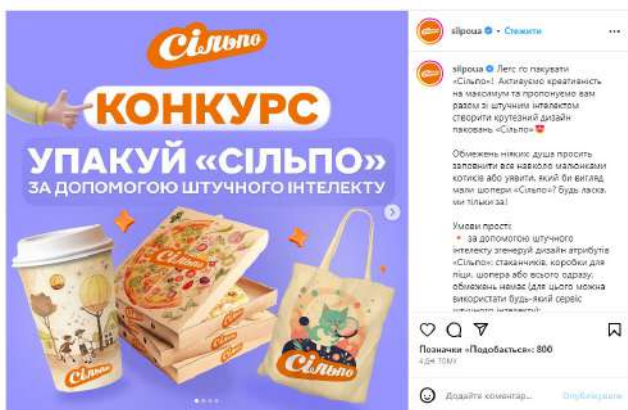 Сільпо
КОНКУРС
УПАКУЙ «СІЛЬПО»
ЗА ДОПОМОГОЮ ШТУЧНОГО ІНТЕЛЕКТУ
Сільпо
Сільпо
Сільпо
silpoua • Стежити
silpoua Летс ґо пакувати
«Сільпо»! Активуємо креативність
на максимум та пропонуємо вам
разом зі штучним інтелектом
створити крутезний дизайн
паковань «Сільпо»
Обмежень ніяких: душа просить
заповнити все навколо малюнками
котиків або уявити, який би вигляд
мали шопери «Сільпо»? Будь ласка,
ми тільки за!
Умови прості:
за допомогою штучного
інтелекту згенеруй дизайн атрибутів
«Сільпо»: стаканчиків, коробки для
піци, шопера або всього одразу,
обмежень немає (для цього можна
використати будь-який сервіс
штучного інтелекту);
Позначки «Подобається»: 800
4 ДН. ТОМУ
Додайте коментар...
Опублікувати